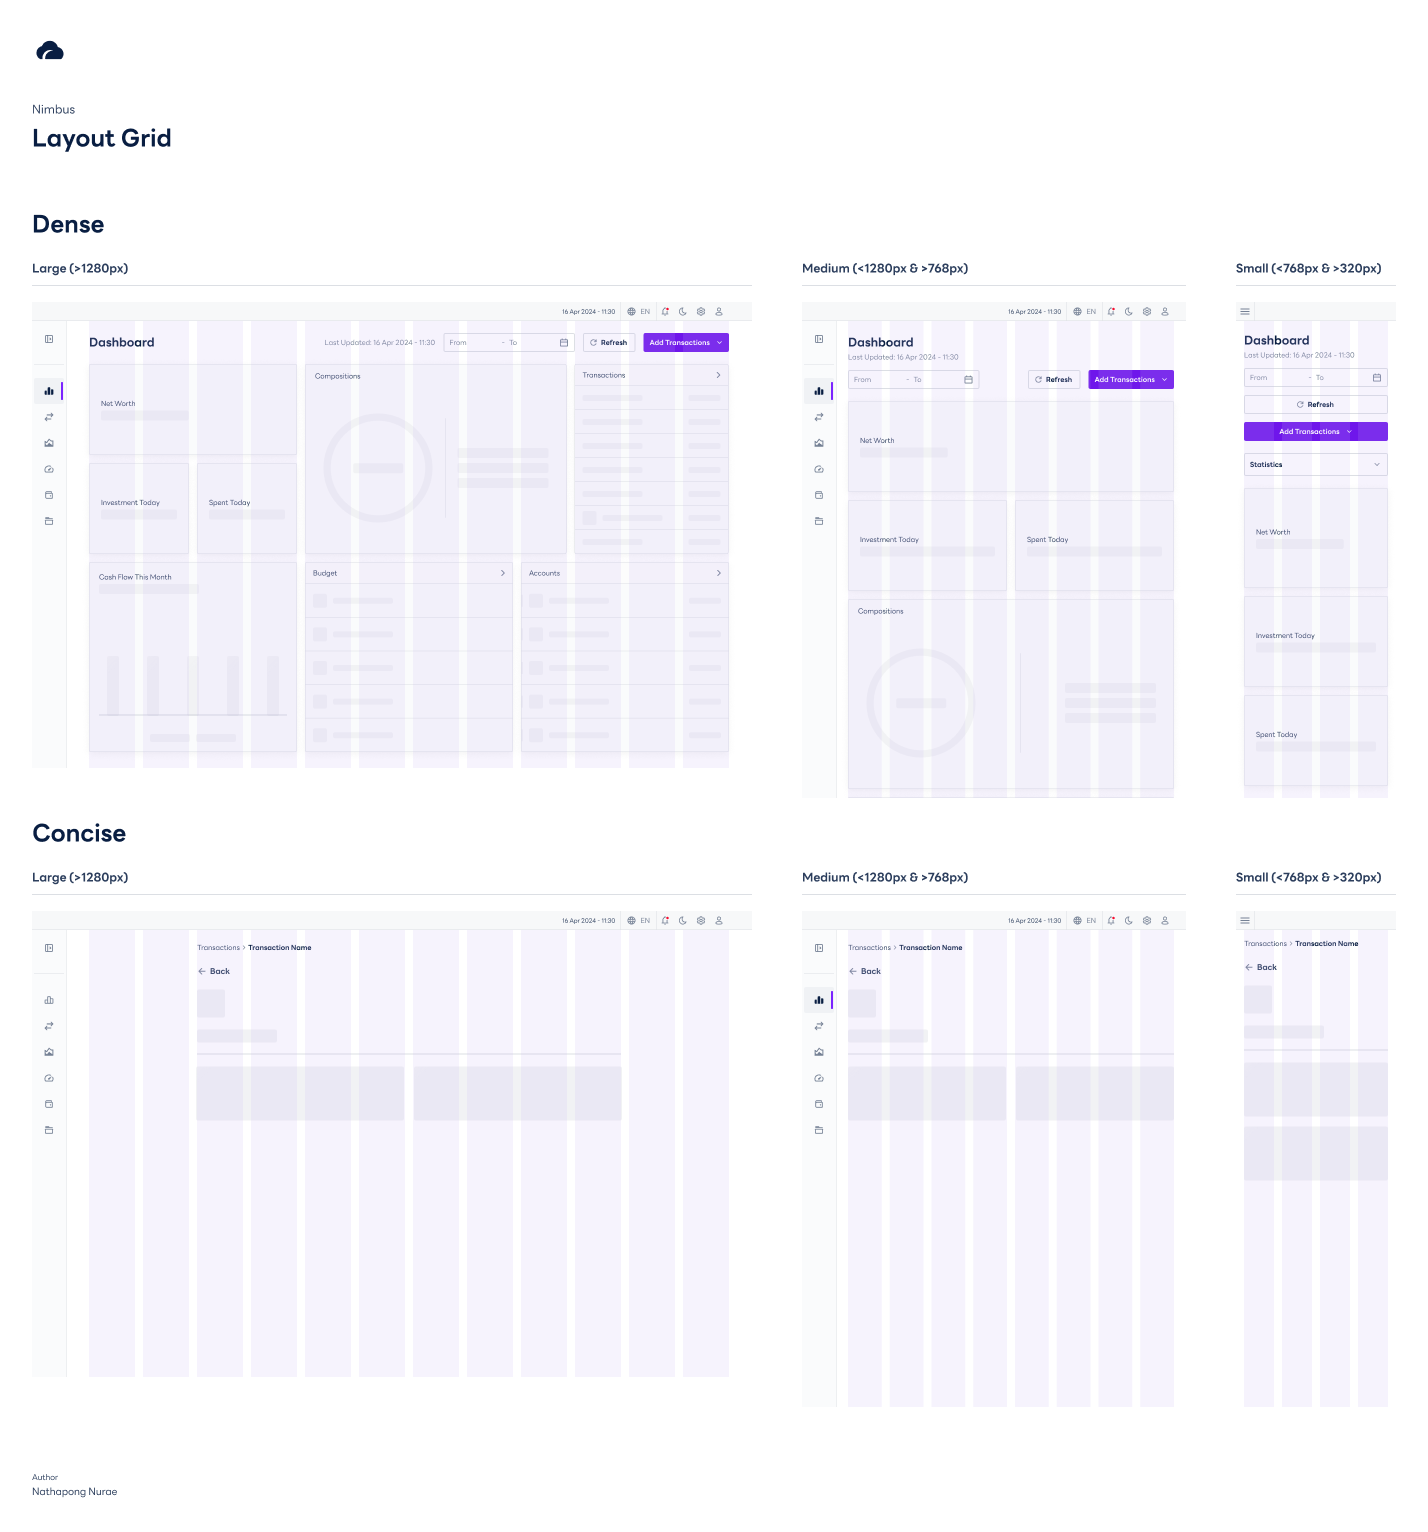 Nimbus
Layout Grid
Dense
Large (>1280px)
16 Apr 2024 - 11:30 EN
Dashboard
Last Updated: 16 Apr 2024 - 11:30 From - To Refresh Add Transactions
Net Worth
Compositions
Transactions
Investment Today
Spent Today
Cash Flow This Month
Budget
Accounts
Medium (<1280px & >768px)
16 Apr 2024 - 11:30 EN
Dashboard
Last Updated: 16 Apr 2024 - 11:30
From - To Refresh Add Transactions
Net Worth
Investment Today
Spent Today
Compositions
Small (<768px & >320px)
Dashboard
Last Updated: 16 Apr 2024 - 11:30
From - To
Refresh
Add Transactions
Statistics
Net Worth
Investment Today
Spent Today
Concise
Large (>1280px)
16 Apr 2024 - 11:30 EN
Transactions > Transaction Name
Back
Medium (<1280px & >768px)
16 Apr 2024 - 11:30 EN
Transactions > Transaction Name
Back
Small (<768px & >320px)
Transactions > Transaction Name
Back
Author
Nathapong Nurae